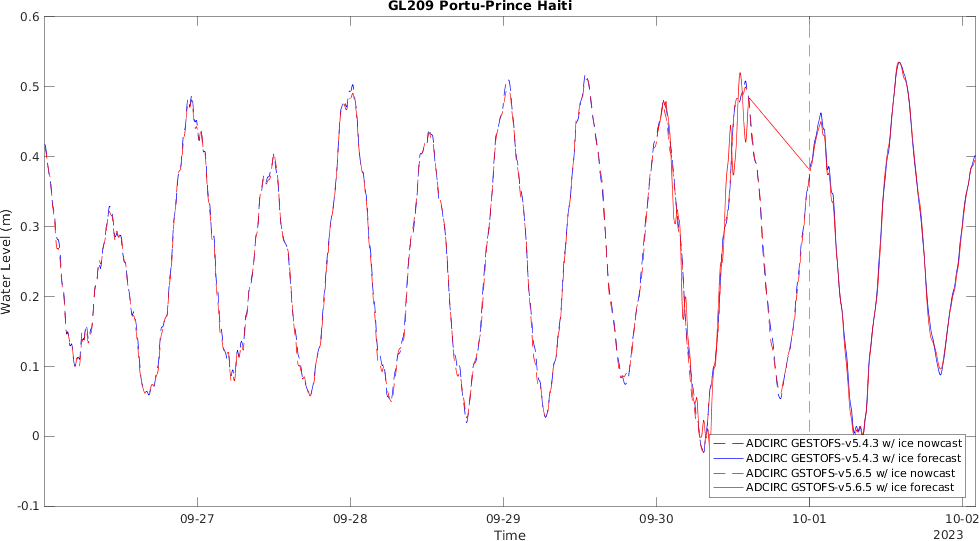 GL209 Portu-Prince Haiti
0.6
0.5
0.4
0.3
0.2
0.1
0
-0.1
Water Level (m)
ADCIRC GESTOFS-v5.4.3 w/ ice nowcast
ADCIRC GESTOFS-v5.4.3 w/ ice forecast
ADCIRC GSTOFS-v5.6.5 w/ ice nowcast
ADCIRC GSTOFS-v5.6.5 w/ ice forecast
09-27 09-28 09-29 09-30 10-01 10-02
Time 2023